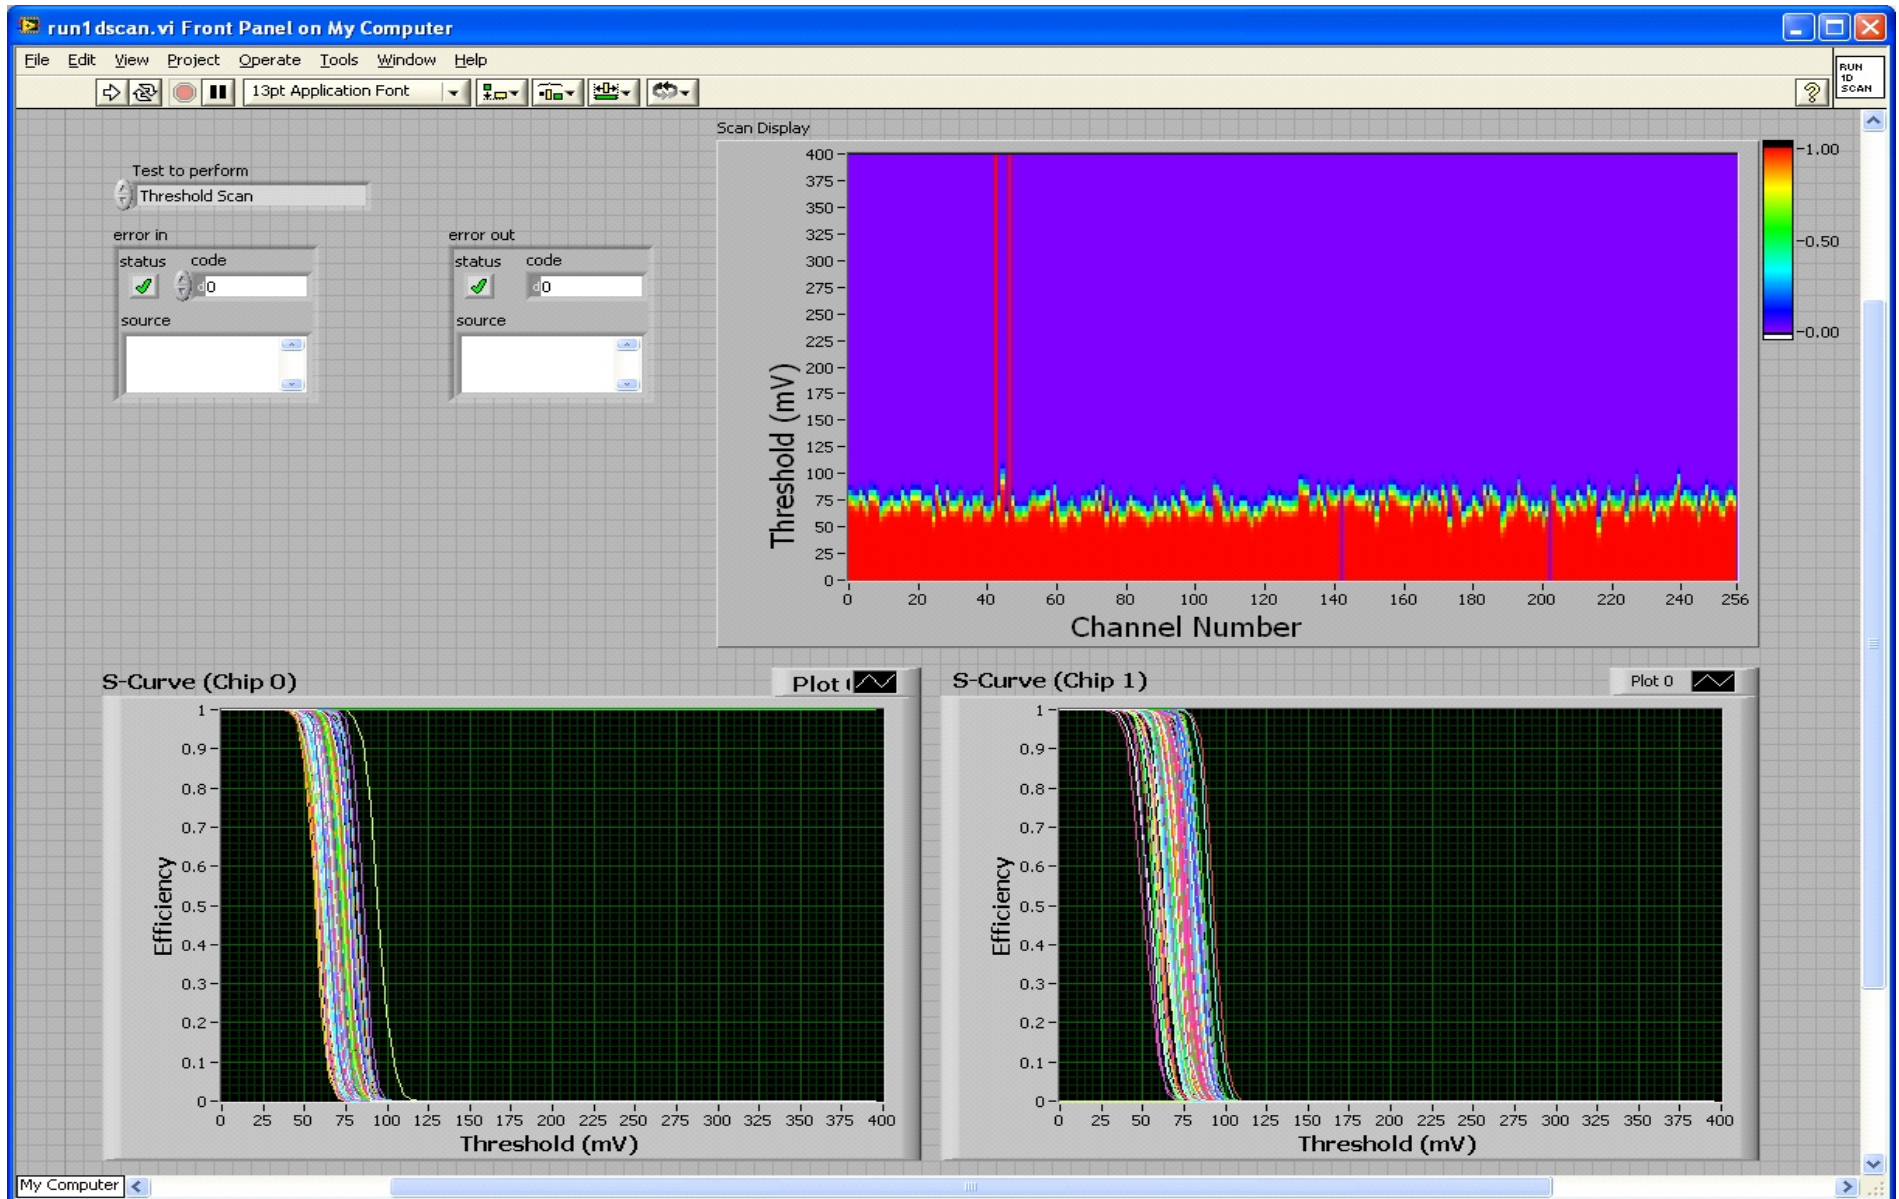 run1dscan.vi Front Panel on My Computer
File Edit View Project Operate Tools Window Help
RUN
1D
SCAN
13pt Application Font
?
Scan Display
Test to perform
Threshold Scan
error in
status code
d0
source
error out
status code
d0
source
Threshold (mV)
400
375
350
325
300
275
250
225
200
175
150
125
100
75
50
25
0
0 20 40 60 80 100 120 140 160 180 200 220 240 256
Channel Number
1.00
0.50
0.00
S-Curve (Chip 0)
Plot
Efficiency
1
0.9
0.8
0.7
0.6
0.5
0.4
0.3
0.2
0.1
0
0 25 50 75 100 125 150 175 200 225 250 275 300 325 350 375 400
Threshold (mV)
S-Curve (Chip 1)
Plot 0
Efficiency
1
0.9
0.8
0.7
0.6
0.5
0.4
0.3
0.2
0.1
0
0 25 50 75 100 125 150 175 200 225 250 275 300 325 350 375 400
Threshold (mV)
My Computer